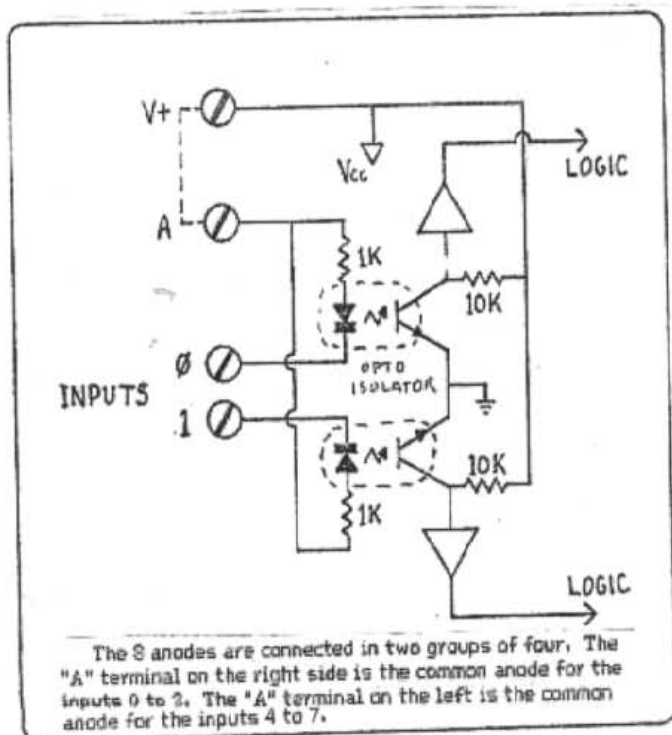 V+
Vcc
LOGIC
A
1K
10K
Ø
OPTO
ISOLATOR
INPUTS
1
10K
1K
LOGIC
The 8 anodes are connected in two groups of four. The
"A" terminal on the right side is the common anode for the
inputs 0 to 3. The "A" terminal on the left is the common
anode for the inputs 4 to 7.